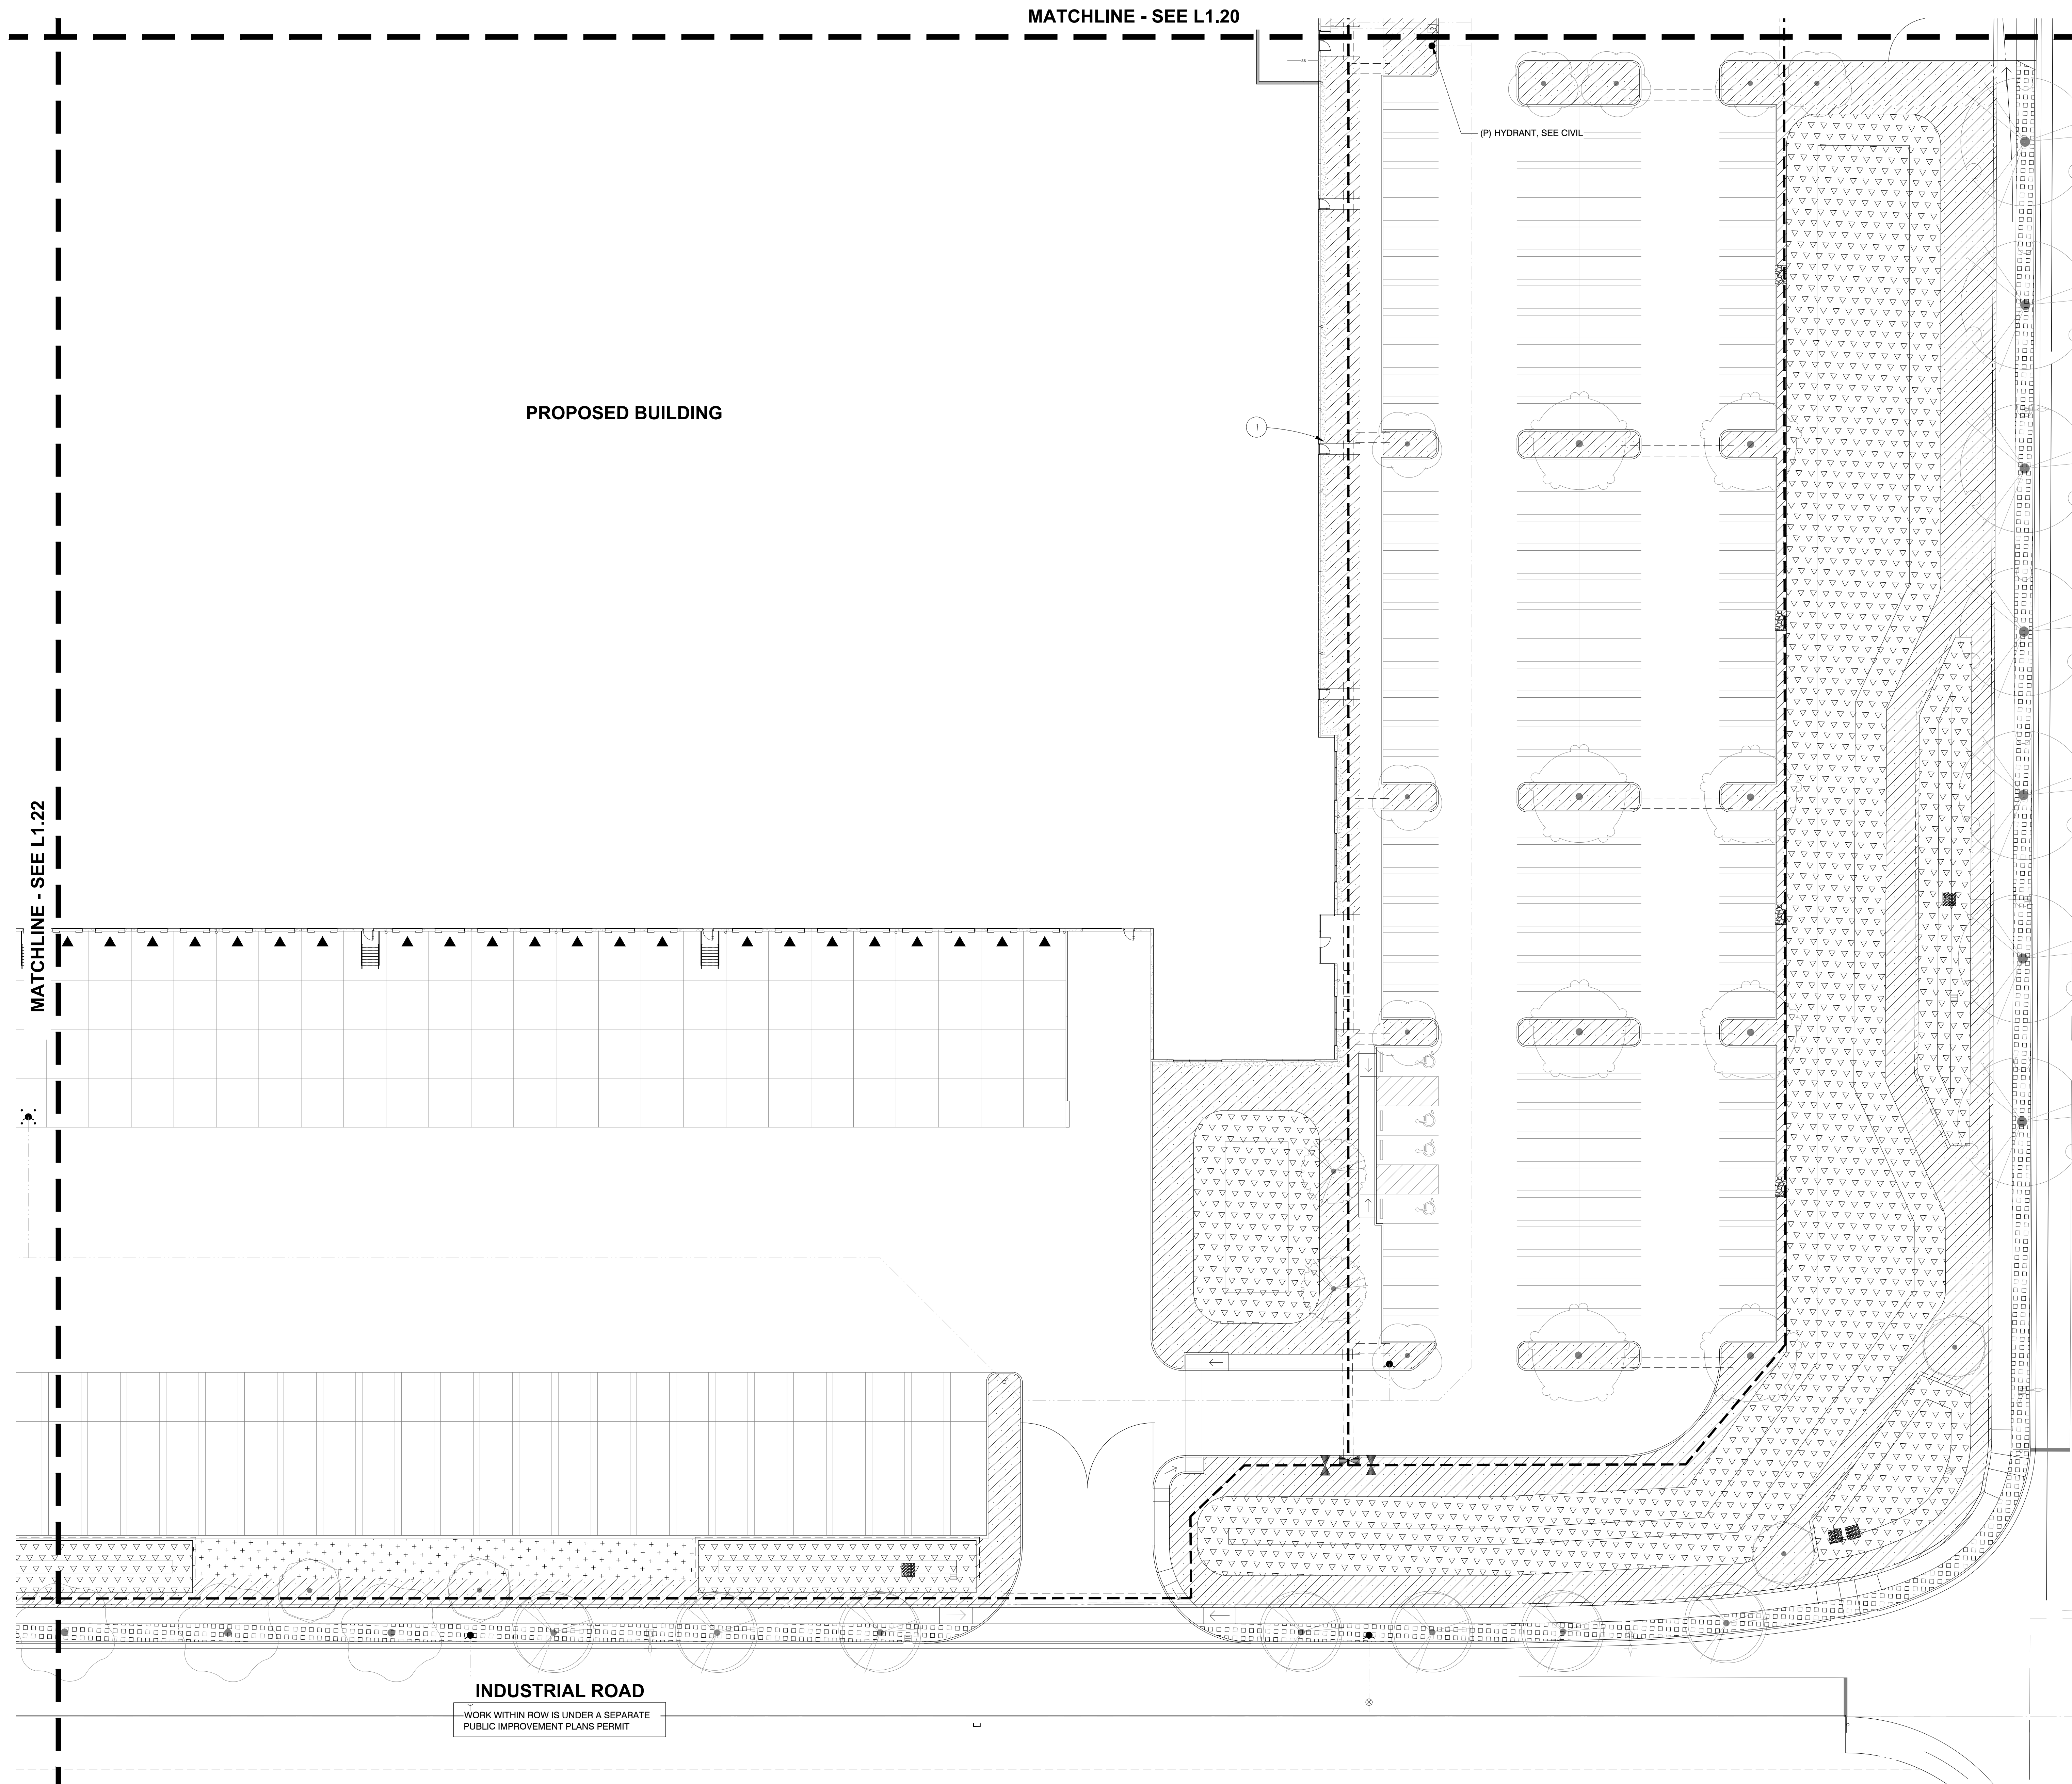 MATCHLINE - SEE L1.20
(P) HYDRANT, SEE CIVIL
PROPOSED BUILDING
1
MATCHLINE - SEE L1.22
INDUSTRIAL ROAD
WORK WITHIN ROW IS UNDER A SEPARATE
PUBLIC IMPROVEMENT PLANS PERMIT